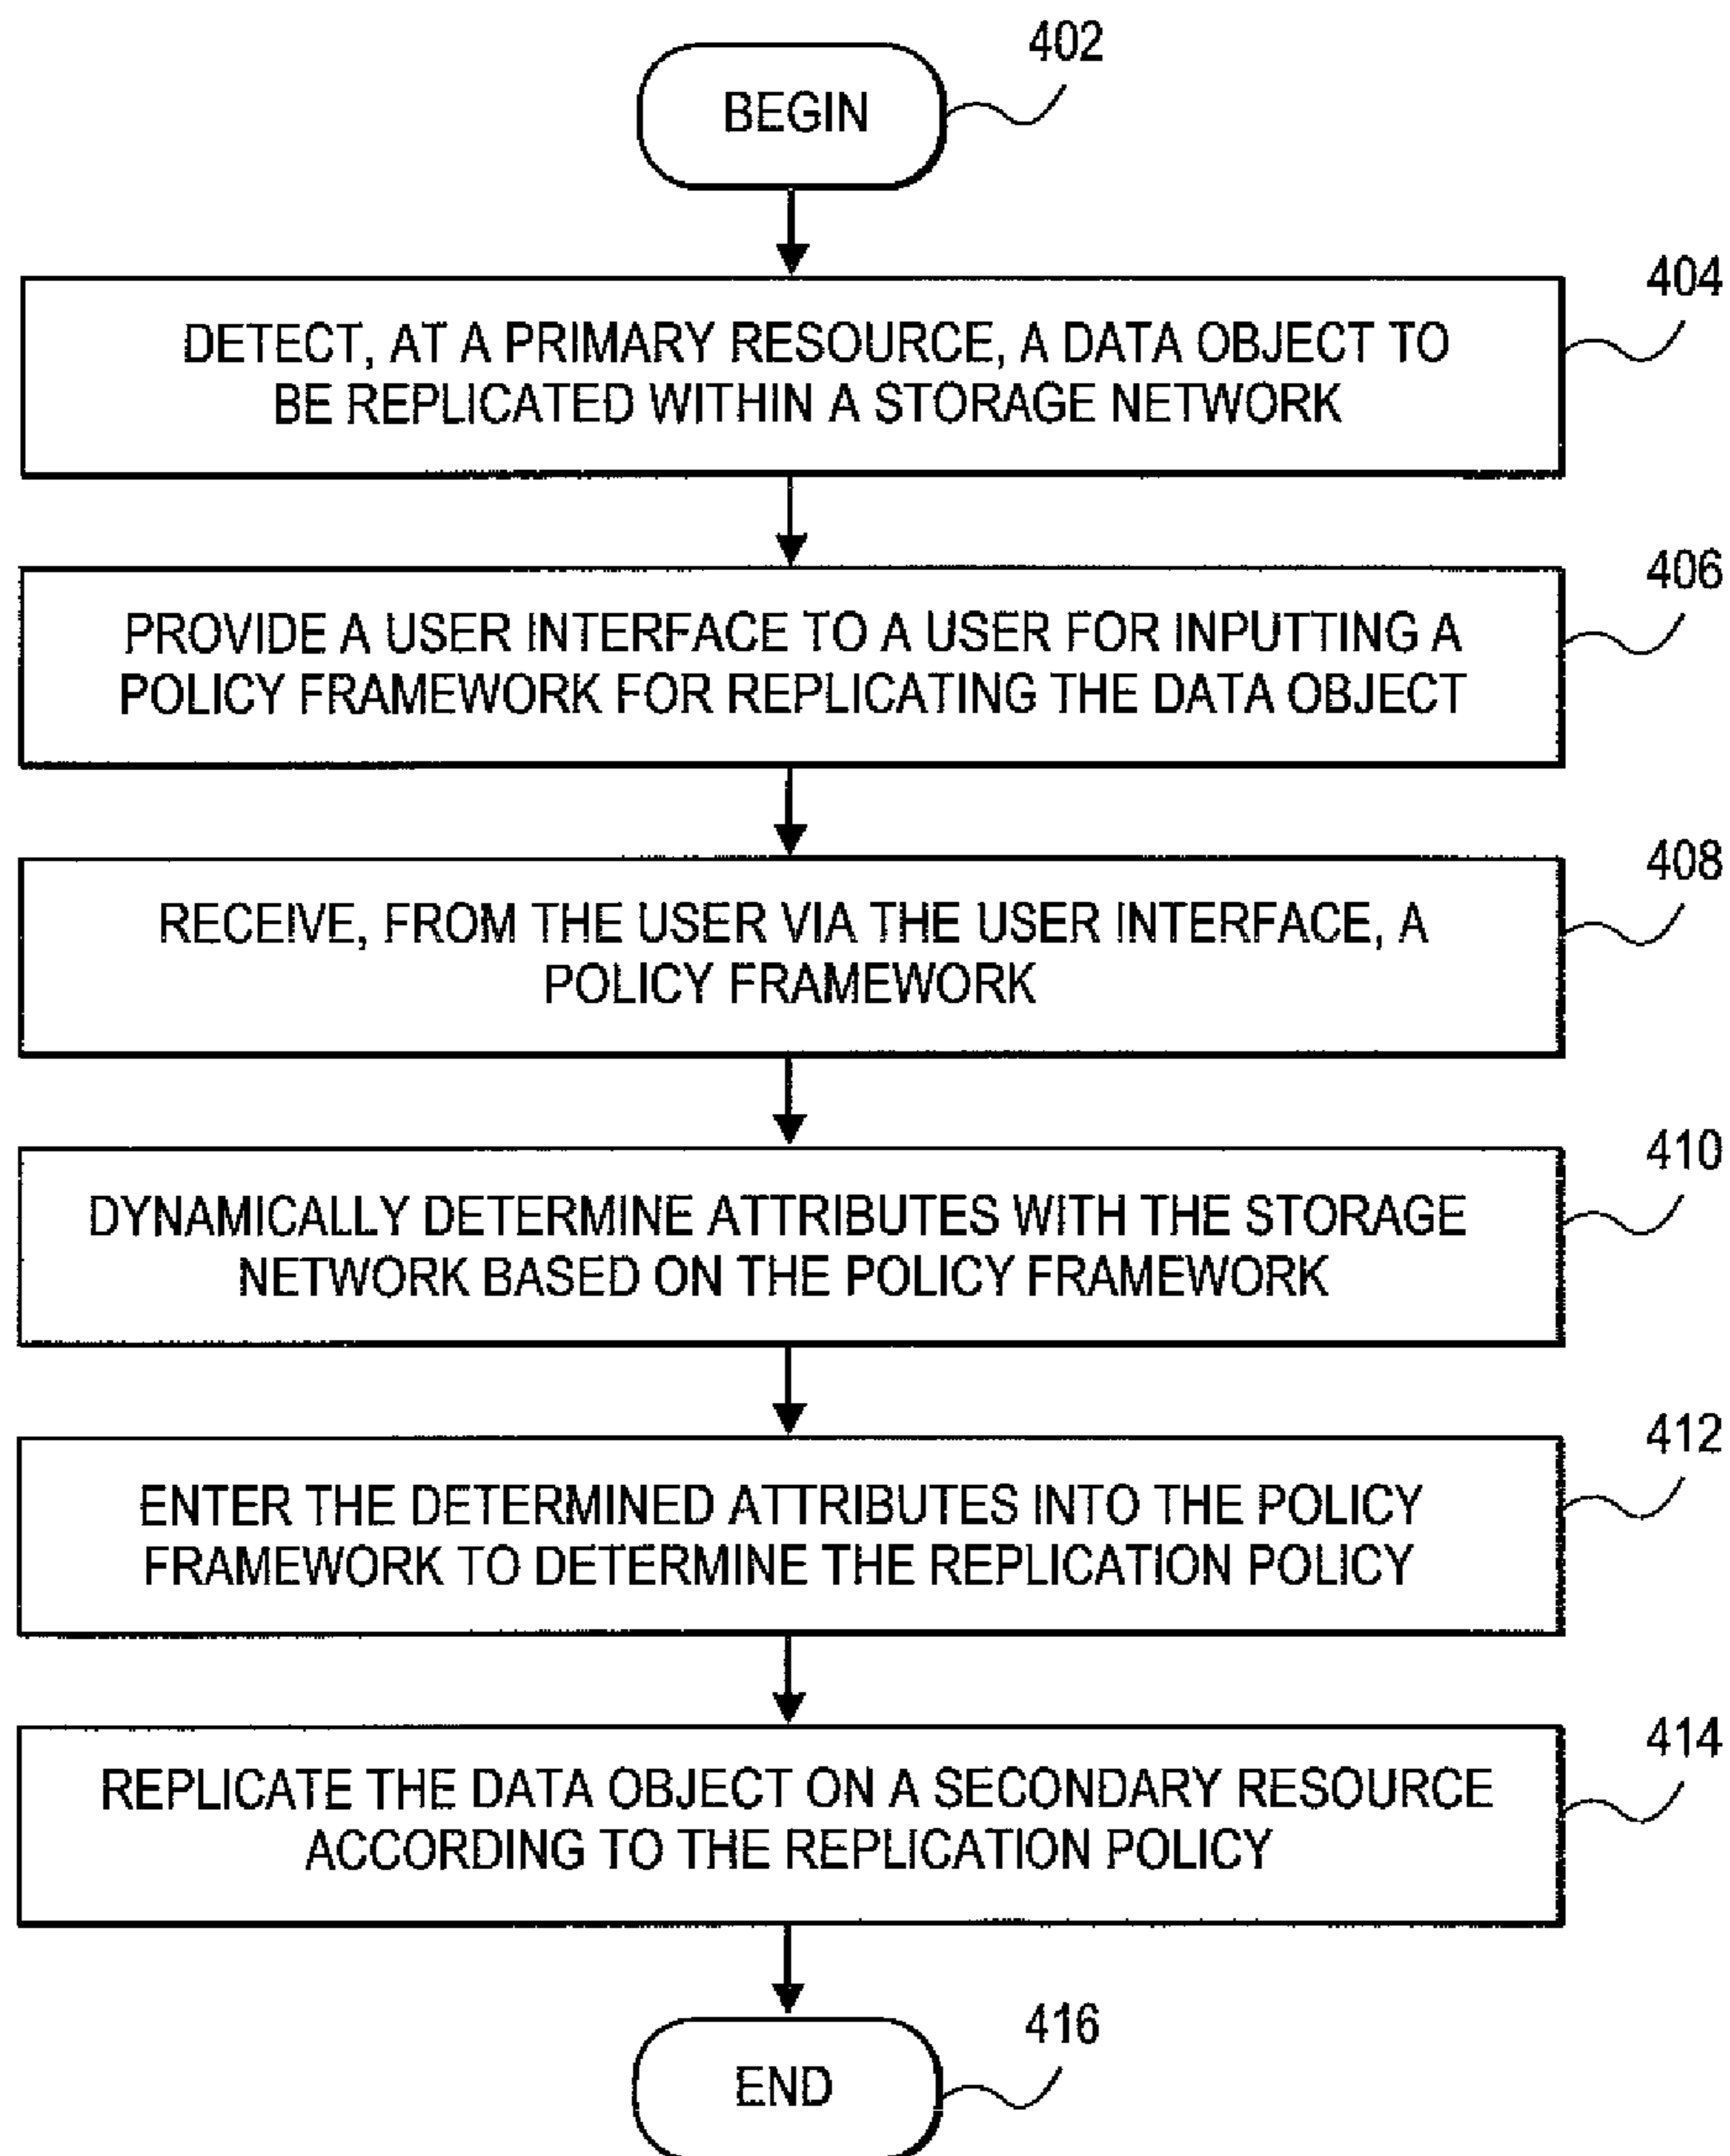 402
BEGIN
404
DETECT, AT A PRIMARY RESOURCE, A DATA OBJECT TO
BE REPLICATED WITHIN A STORAGE NETWORK
406
PROVIDE A USER INTERFACE TO A USER FOR INPUTTING A
POLICY FRAMEWORK FOR REPLICATING THE DATA OBJECT
408
RECEIVE, FROM THE USER VIA THE USER INTERFACE, A
POLICY FRAMEWORK
410
DYNAMICALLY DETERMINE ATTRIBUTES WITH THE STORAGE
NETWORK BASED ON THE POLICY FRAMEWORK
412
ENTER THE DETERMINED ATTRIBUTES INTO THE POLICY
FRAMEWORK TO DETERMINE THE REPLICATION POLICY
414
REPLICATE THE DATA OBJECT ON A SECONDARY RESOURCE
ACCORDING TO THE REPLICATION POLICY
416
END